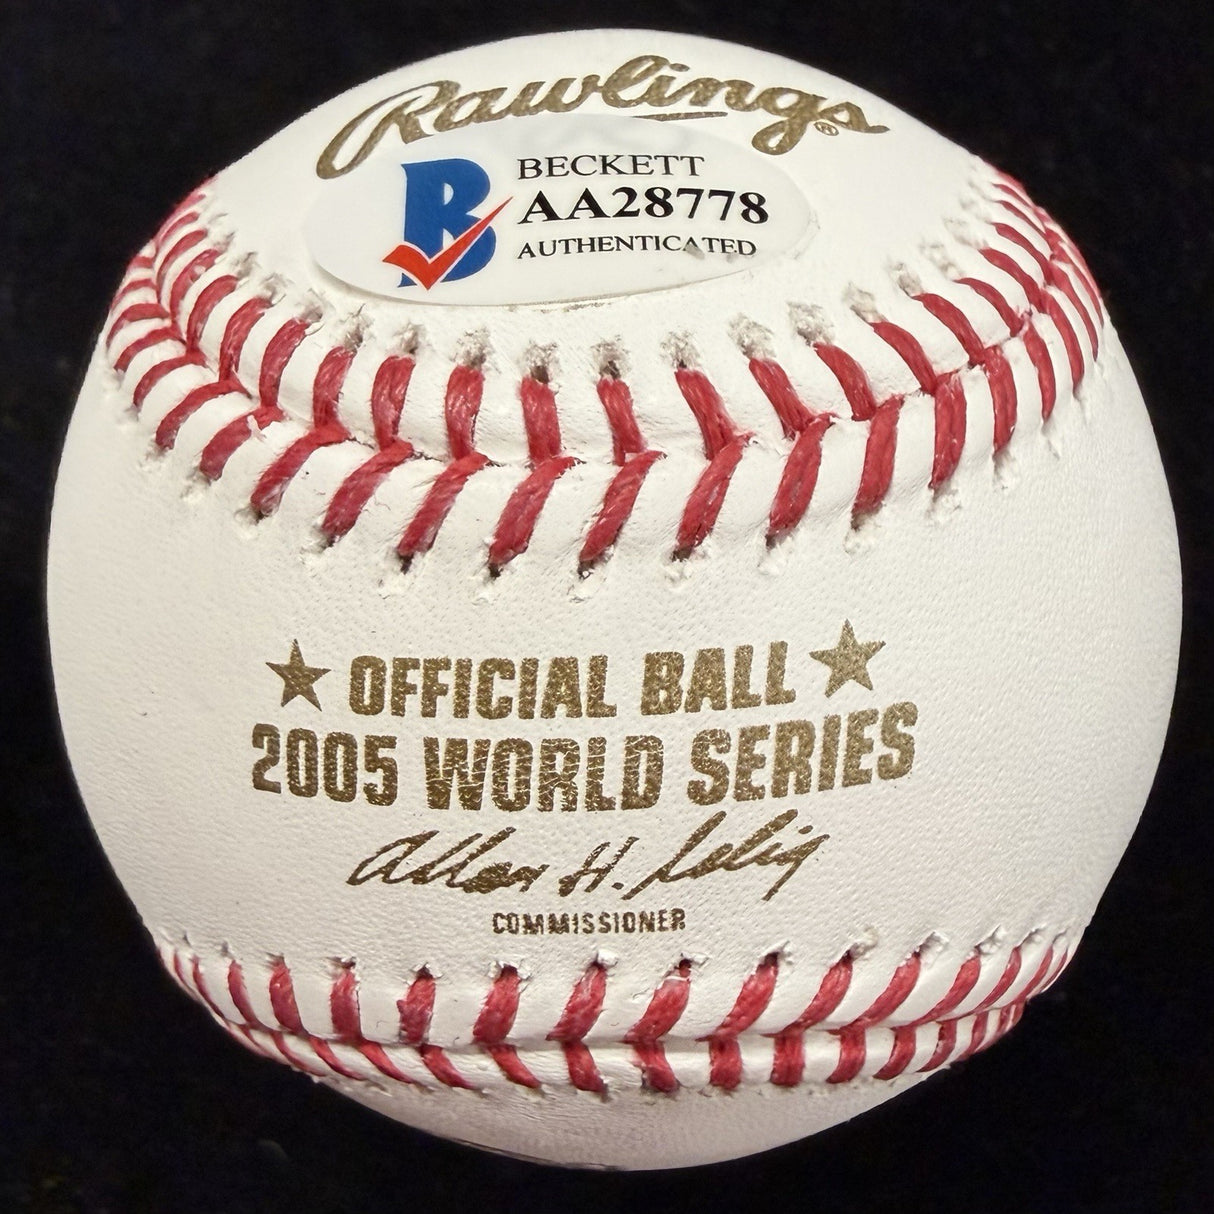 Rawlings®
BECKETT
AA28778
AUTHENTICATED
OFFICIAL BALL
2005 WORLD SERIES
Allan H. Selig
COMMISSIONER